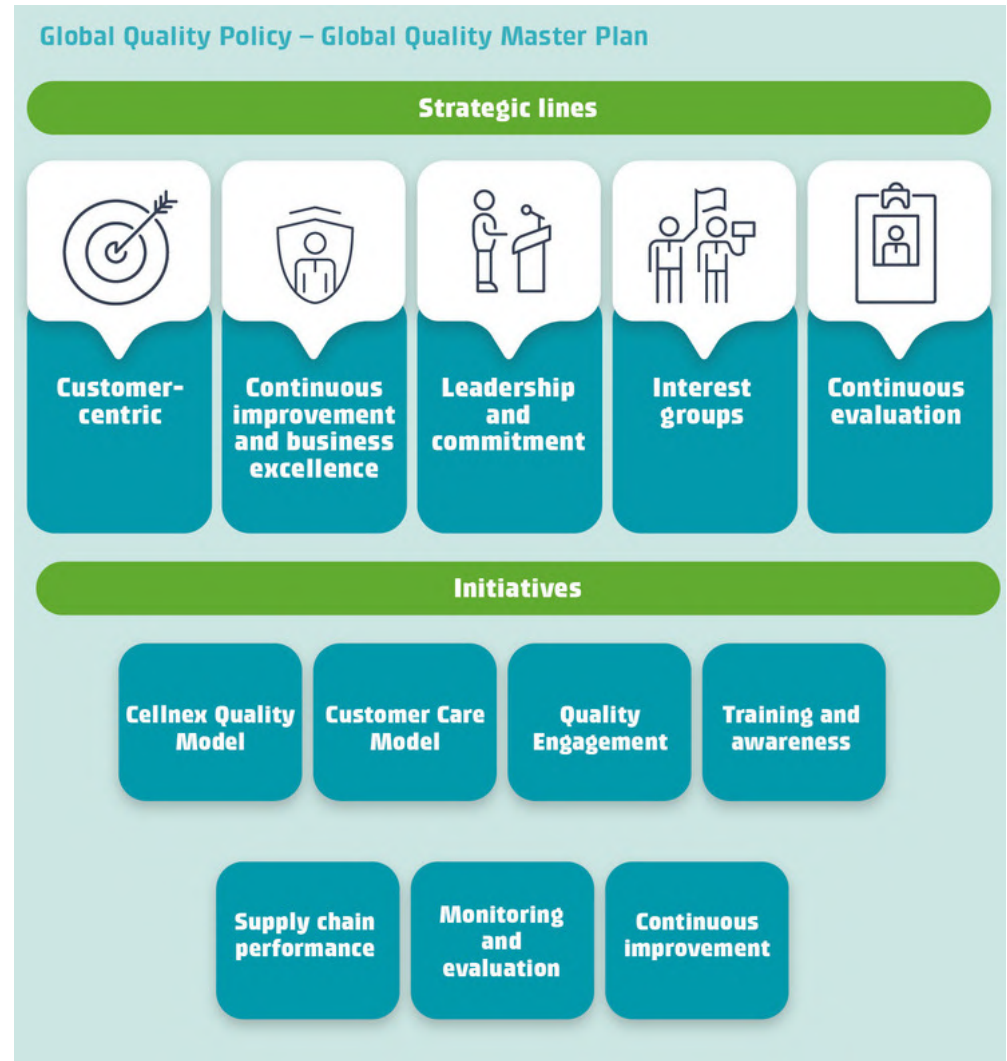 Global Quality Policy – Global Quality Master Plan
Strategic lines
Customer-
centric
Continuous
improvement
and business
excellence
Leadership
and
commitment
Interest
groups
Continuous
evaluation
Initiatives
Cellnex Quality
Model
Customer Care
Model
Quality
Engagement
Training and
awareness
Supply chain
performance
Monitoring
and
evaluation
Continuous
improvement